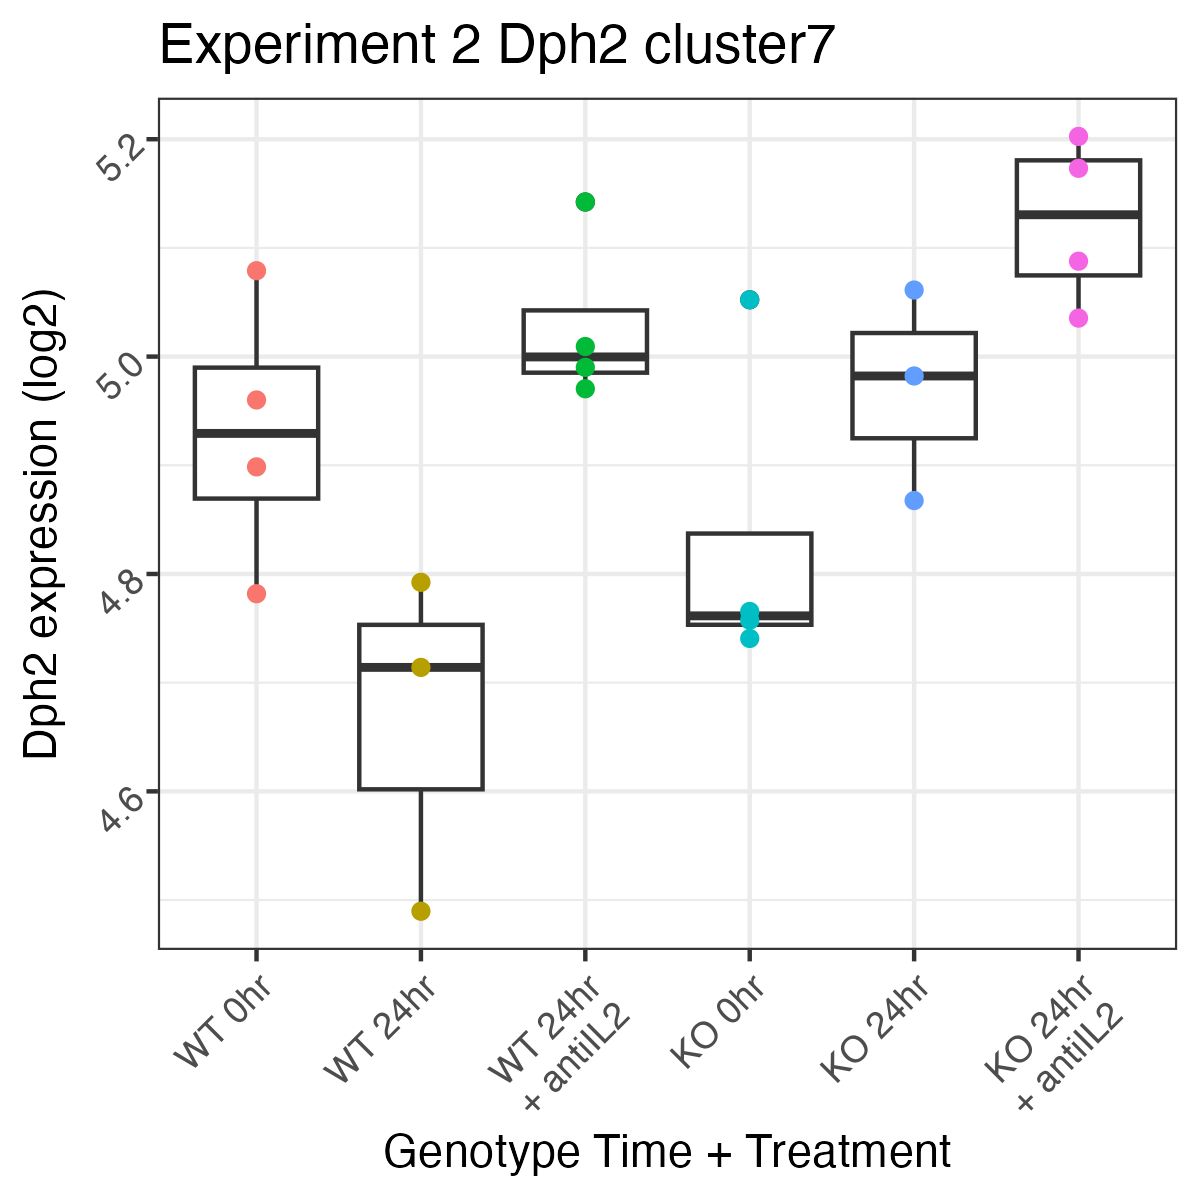 Experiment 2 Dph2 cluster7
Dph2 expression (log2)
5.2
5.0
4.8
4.6
WT 0hr
WT 24hr
WT 24hr
+ antiIL2
KO 0hr
KO 24hr
KO 24hr
+ antiIL2
Genotype Time + Treatment